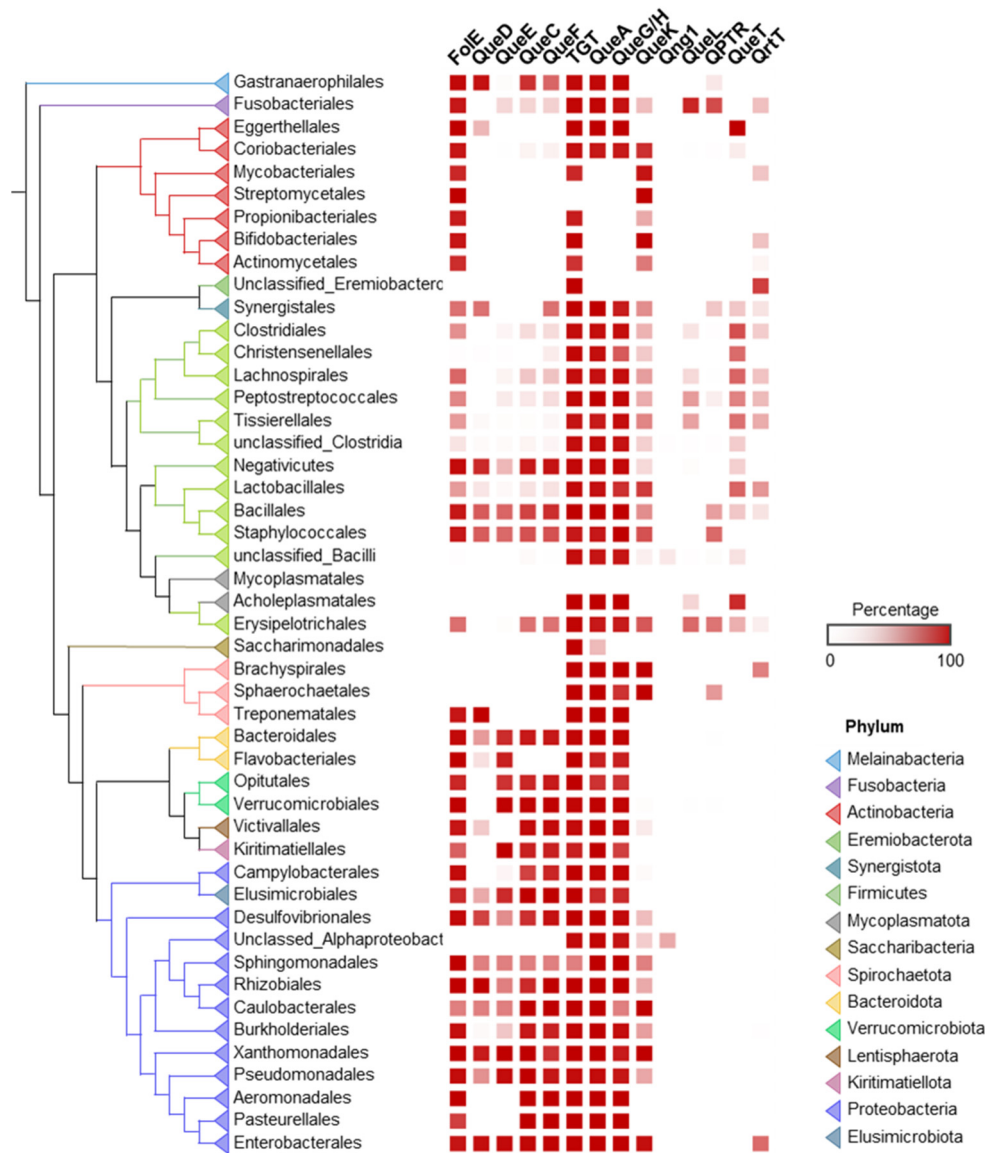 FolE QueD QueE QueC QueF TGT QueA QueG/H QueK Qng1 QueL QPTR QueT QrtT
Gastranaerophilales
Fusobacteriales
Eggerthellales
Coriobacteriales
Mycobacteriales
Streptomycetales
Propionibacteriales
Bifidobacteriales
Actinomycetales
Unclassified_Eremiobacterc
Synergistales
Clostridiales
Christensenellales
Lachnospirales
Peptostreptococcales
Tissierellales
unclassified_Clostridia
Negativicutes
Lactobacillales
Bacillales
Staphylococcales
unclassified_Bacilli
Mycoplasmatales
Acholeplasmatales
Erysipelotrichales
Saccharimonadales
Brachyspirales
Sphaerochaetales
Treponematales
Bacteroidales
Flavobacteriales
Opitutales
Verrucomicrobiales
Victivallales
Kiritimatiellales
Campylobacterales
Elusimicrobiales
Desulfovibrionales
Unclassed_Alphaproteobact
Sphingomonadales
Rhizobiales
Caulobacterales
Burkholderiales
Xanthomonadales
Pseudomonadales
Aeromonadales
Pasteurellales
Enterobacterales
Percentage
0 100
Phylum
Melainabacteria
Fusobacteria
Actinobacteria
Eremiobacterota
Synergistota
Firmicutes
Mycoplasmatota
Saccharibacteria
Spirochaetota
Bacteroidota
Verrucomicrobiota
Lentisphaerota
Kiritimatiellota
Proteobacteria
Elusimicrobiota